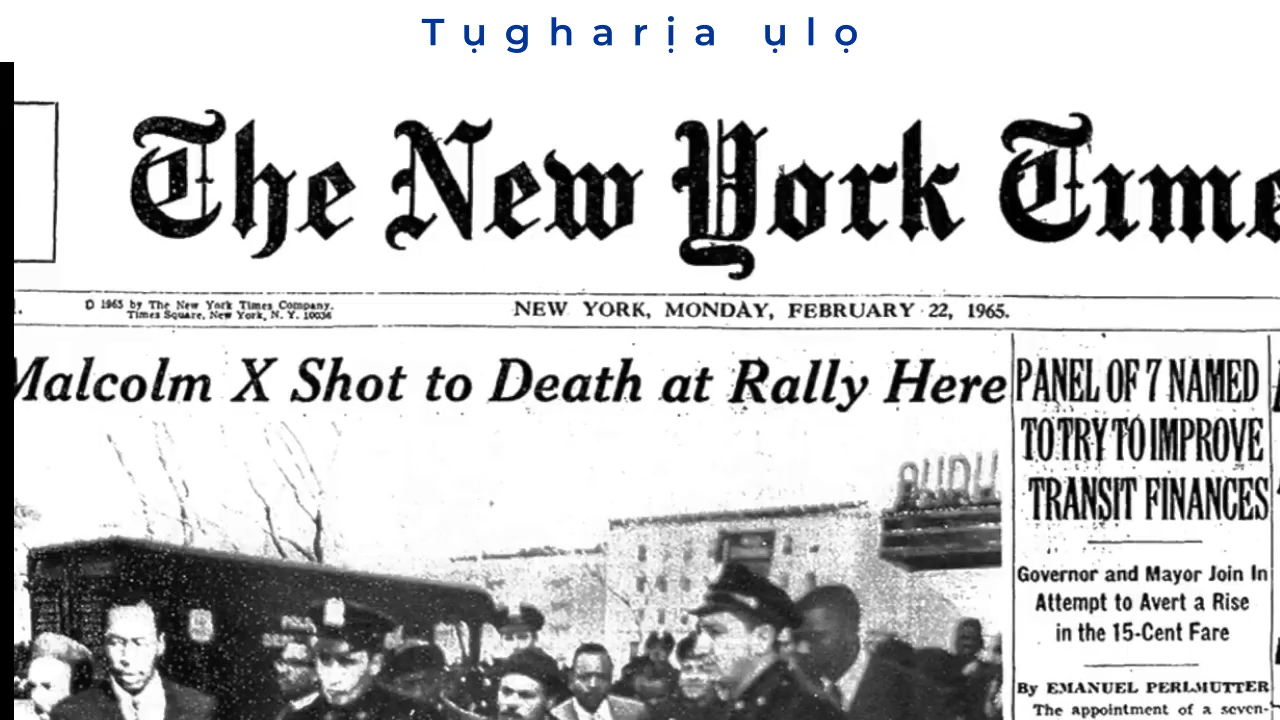 Tụgharịa ụlọ
The New York Time
© 1965 by The New York Times Company.
Times Square, New York, N. Y. 10036
NEW YORK, MONDAY, FEBRUARY 22, 1965.
Malcolm X Shot to Death at Rally Here
PANEL OF 7 NAMED
TO TRY TO IMPROVE
TRANSIT FINANCES
Governor and Mayor Join In
Attempt to Avert a Rise
in the 15-Cent Fare
By EMANUEL PERLMUTTER
The appointment of a seven-
AUDU